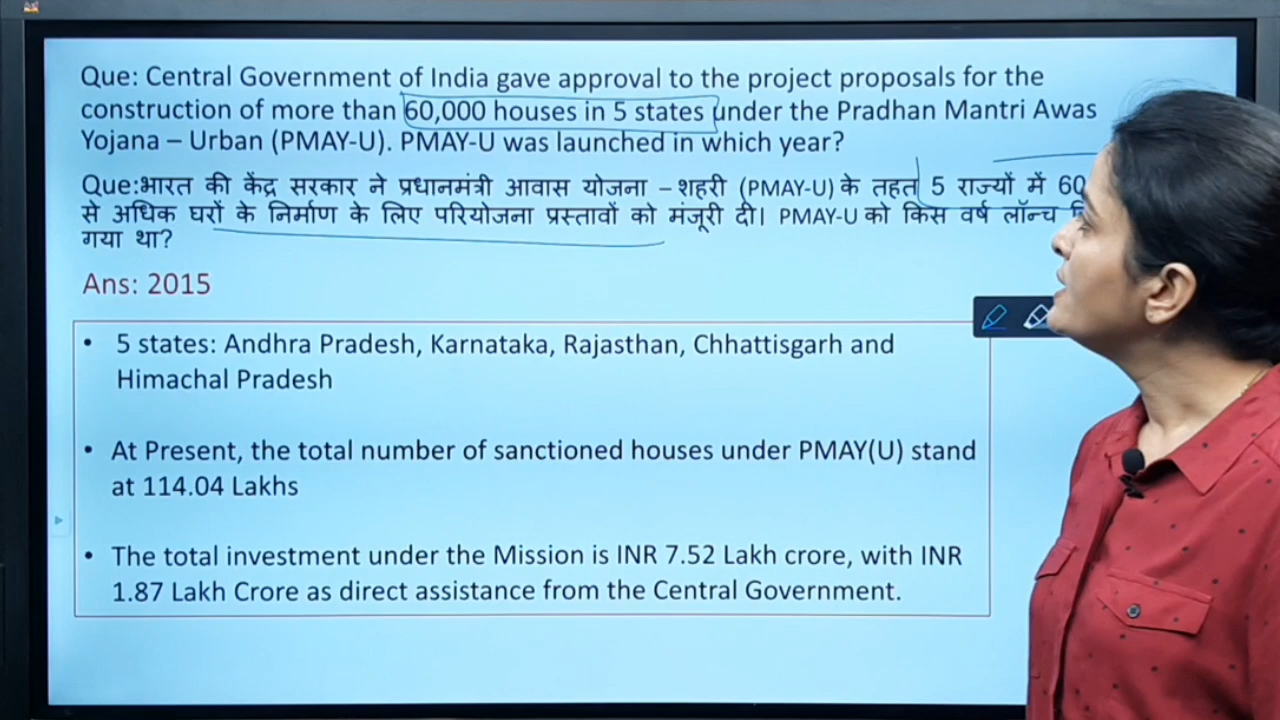 Que: Central Government of India gave approval to the project proposals for the
construction of more than 60,000 houses in 5 states under the Pradhan Mantri Awas
Yojana – Urban (PMAY-U). PMAY-U was launched in which year?
Que:भारत की केंद्र सरकार ने प्रधानमंत्री आवास योजना – शहरी (PMAY-U) के तहत 5 राज्यों में 60
से अधिक घरों के निर्माण के लिए परियोजना प्रस्तावों को मंजूरी दी। PMAY-U को किस वर्ष लॉन्च
गया था?
Ans: 2015
• 5 states: Andhra Pradesh, Karnataka, Rajasthan, Chhattisgarh and
Himachal Pradesh
• At Present, the total number of sanctioned houses under PMAY(U) stand
at 114.04 Lakhs
• The total investment under the Mission is INR 7.52 Lakh crore, with INR
1.87 Lakh Crore as direct assistance from the Central Government.